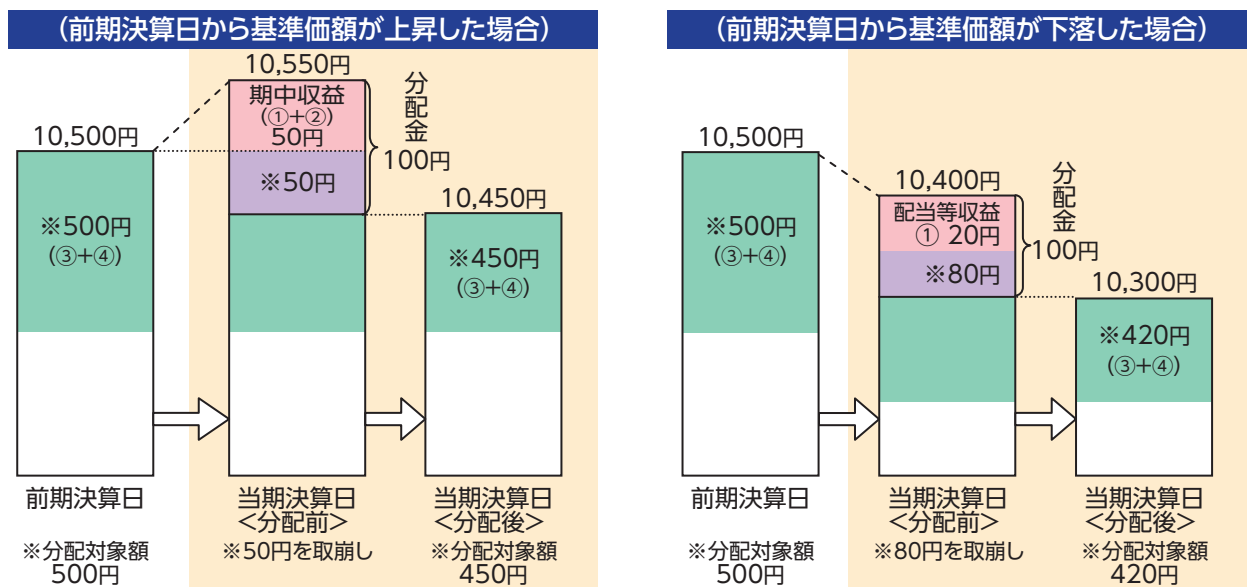 (前期決算日から基準価額が上昇した場合)
10,500円
※500円
(③+④)
前期決算日
※分配対象額
500円
10,550円
期中収益
(①+②)
50円
※50円
分配金
100円
当期決算日
<分配前>
※50円を取崩し
10,450円
※450円
(③+④)
当期決算日
<分配後>
※分配対象額
450円
(前期決算日から基準価額が下落した場合)
10,500円
※500円
(③+④)
前期決算日
※分配対象額
500円
10,400円
配当等収益
① 20円
※80円
分配金
100円
当期決算日
<分配前>
※80円を取崩し
10,300円
※420円
(③+④)
当期決算日
<分配後>
※分配対象額
420円